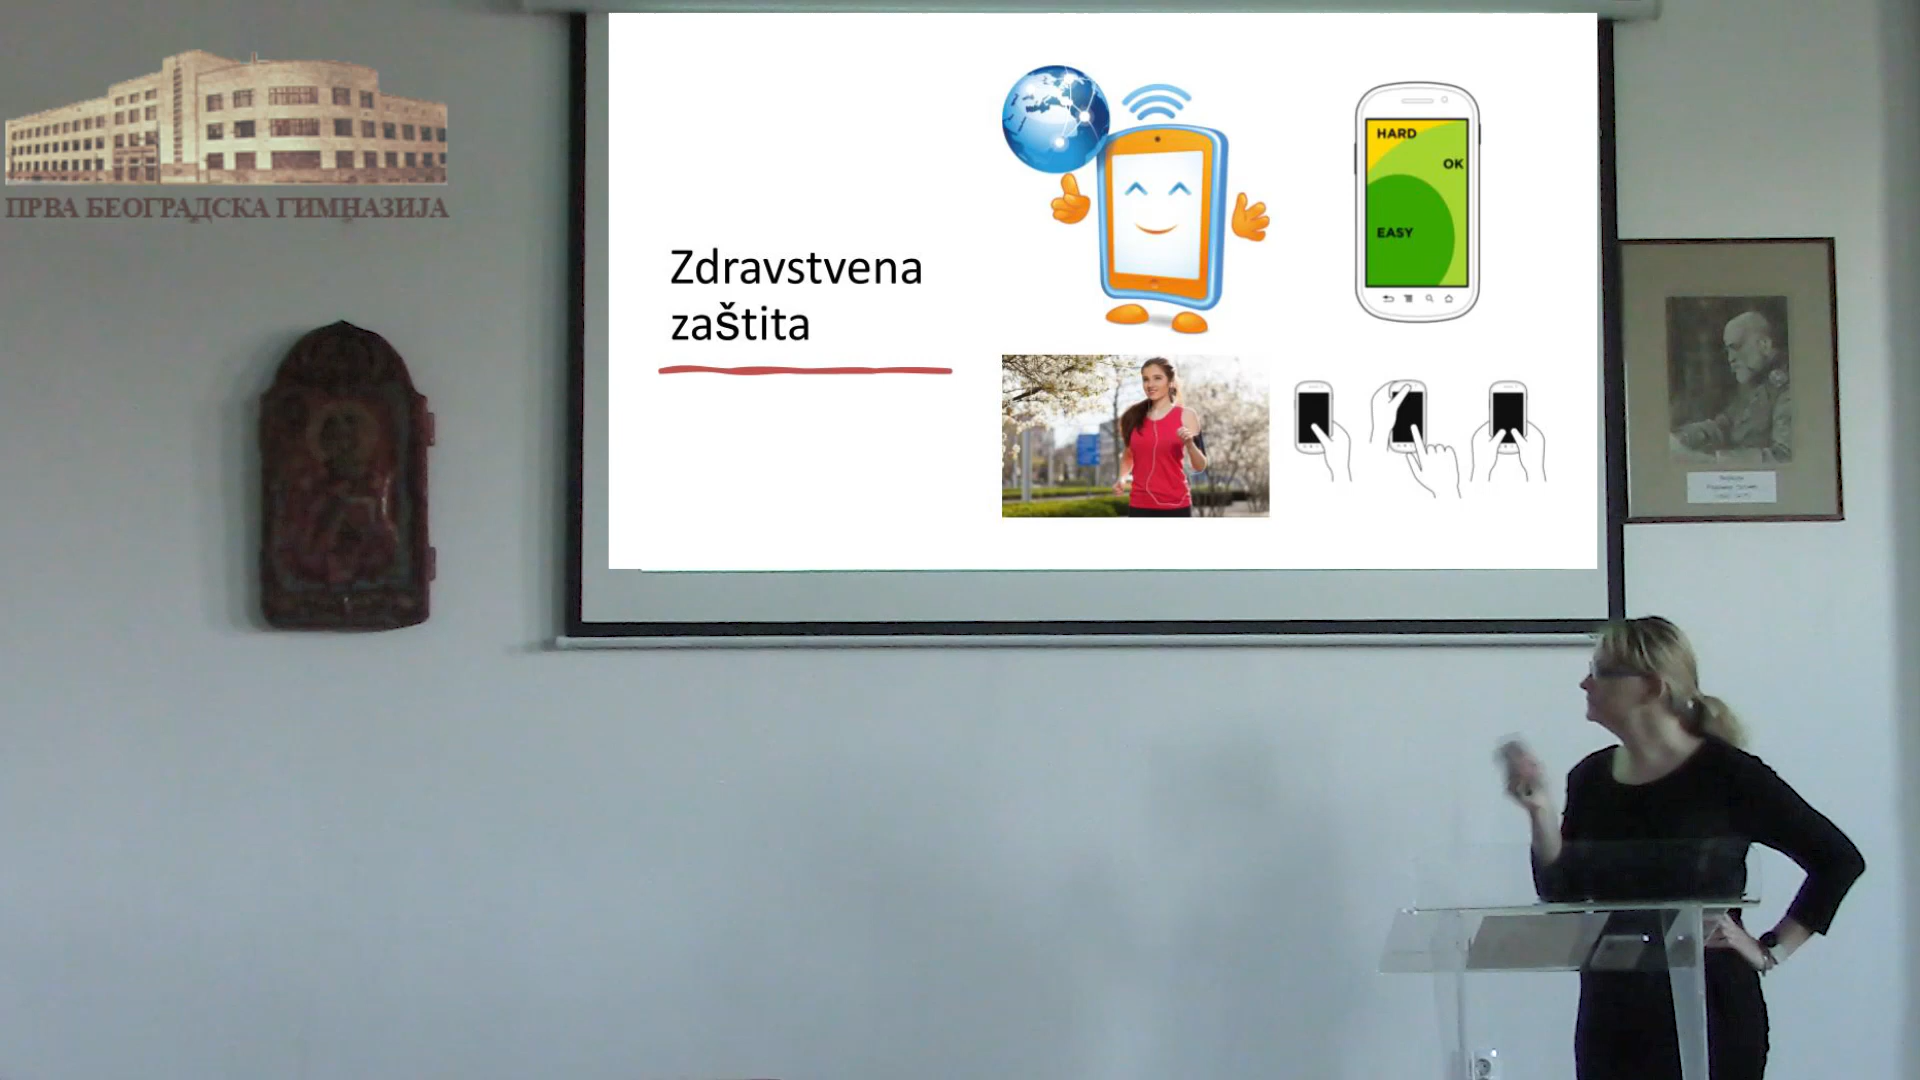 ПРВА БЕОГРАДСКА ГИМНАЗИЈА
Zdravstvena
zaštita
HARD
OK
EASY